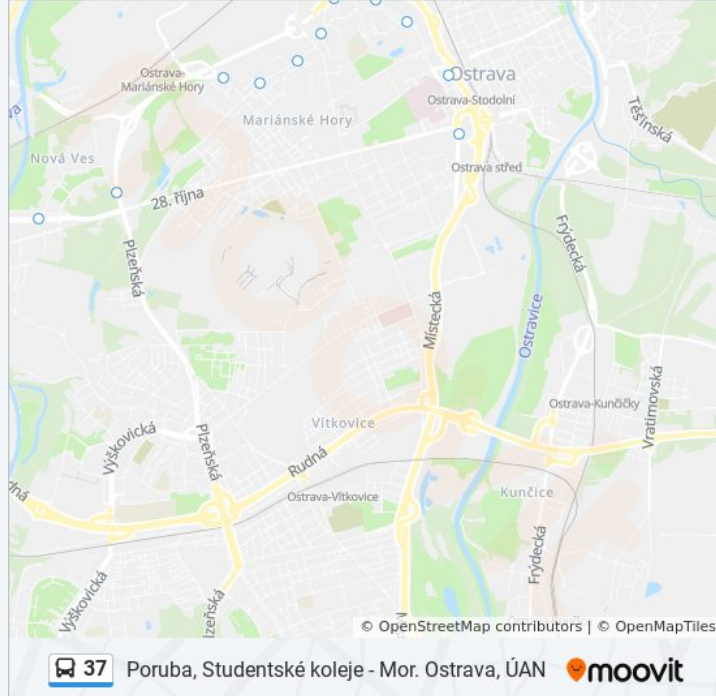 Ostrava-
Mariánské Hory
Ostrava
Ostrava-Stodolní
Mariánské Hory
Těšínská
Nová Ves
Ostrava střed
28. října
Frýdecká
Plzeňská
Místecká
Ostravice
Vratimovská
Ostrava-Kunčičky
Vítkovice
Výškovická
Plzeňská
Rudná
Kunčice
Ostrava-Vítkovice
Frýdecká
Výškovická
© OpenStreetMap contributors | © OpenMapTiles
37 Poruba, Studentské koleje - Mor. Ostrava, ÚAN moovit